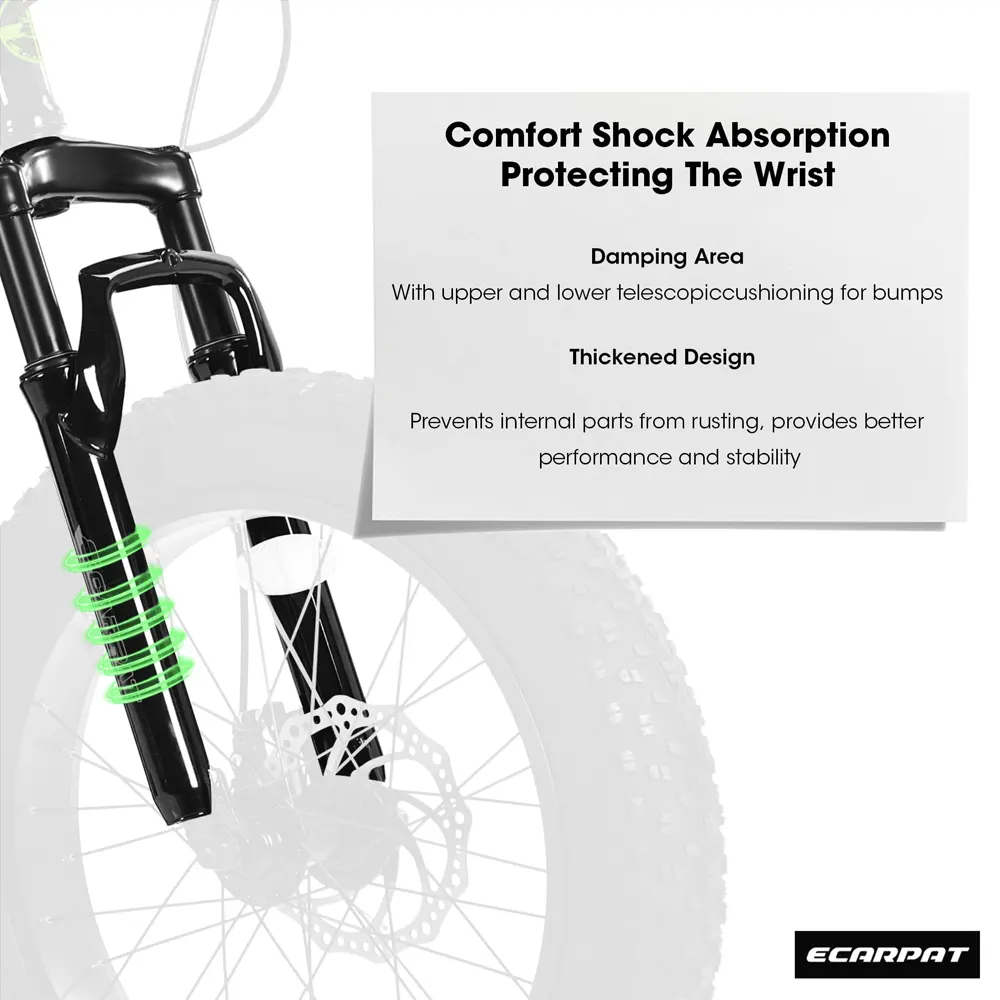 Comfort Shock Absorption
Protecting The Wrist
Damping Area
With upper and lower telescopiccushioning for bumps
Thickened Design
Prevents internal parts from rusting, provides better
performance and stability
ECARPAT